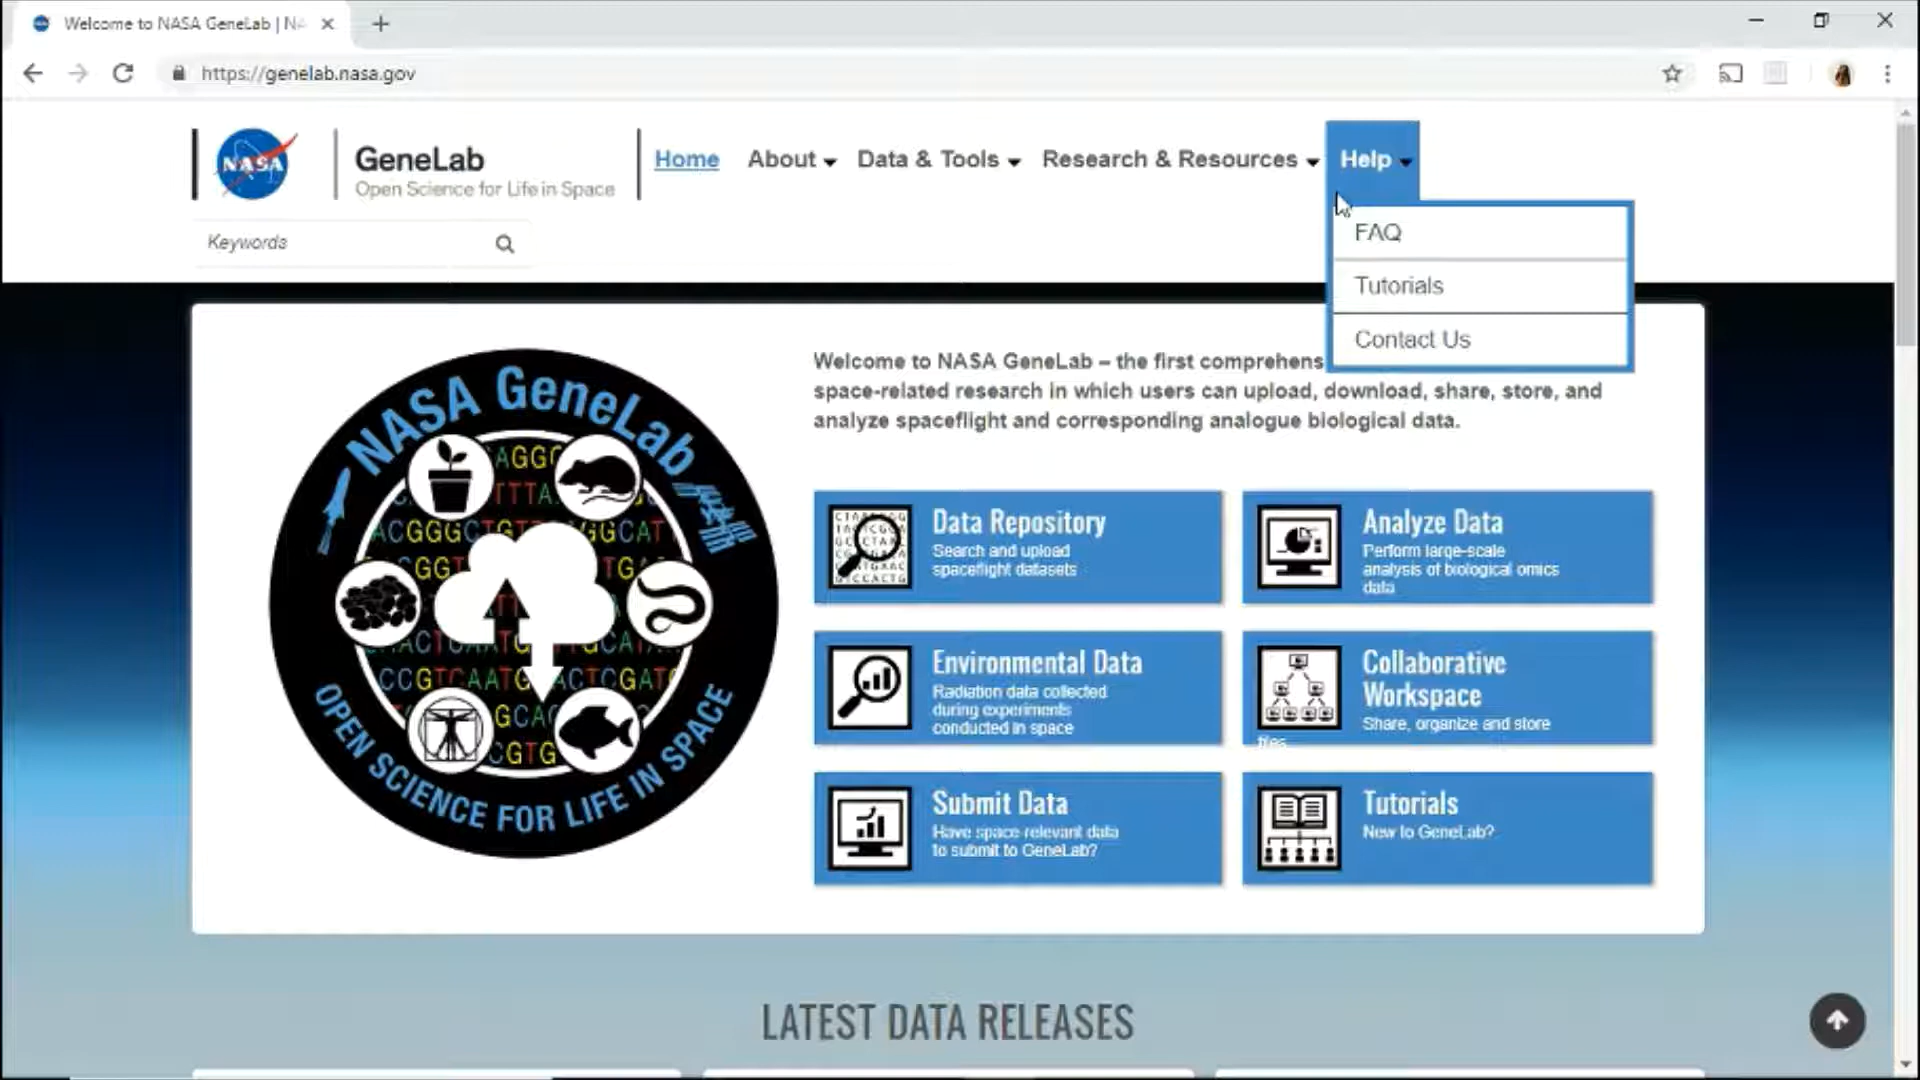 Welcome to NASA GeneLab | NA
https://genelab.nasa.gov
NASA
GeneLab
Open Science for Life in Space
Home
About
Data & Tools
Research & Resources
Help
Keywords
FAQ
Tutorials
Contact Us
Welcome to NASA GeneLab – the first comprehens
space-related research in which users can upload, download, share, store, and
analyze spaceflight and corresponding analogue biological data.
NASA GeneLab
OPEN SCIENCE FOR LIFE IN SPACE
Data Repository
Search and upload
spaceflight datasets
Analyze Data
Perform large-scale
analysis of biological omics
data
Environmental Data
Radiation data collected
during experiments
conducted in space
Collaborative
Workspace
Share, organize and store
files
Submit Data
Have space-relevant data
to submit to GeneLab?
Tutorials
New to GeneLab?
LATEST DATA RELEASES